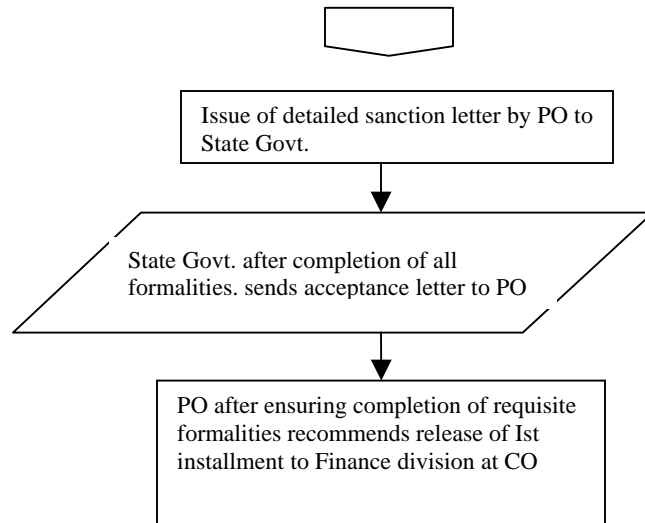 Issue of detailed sanction letter by PO to
State Govt.
State Govt. after completion of all
formalities. sends acceptance letter to PO
PO after ensuring completion of requisite
formalities recommends release of Ist
installment to Finance division at CO